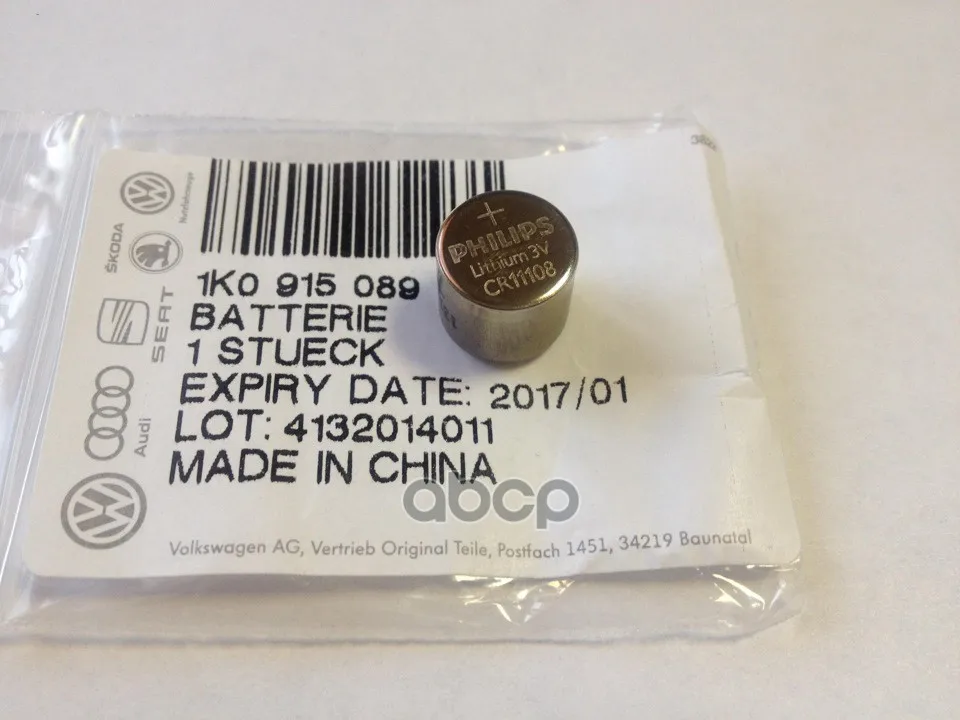 ŠKODA
Nutzfahrzeuge
SEAT
Audi
1K0 915 089
BATTERIE
1 STUECK
EXPIRY DATE: 2017/01
LOT: 4132014011
MADE IN CHINA
Volkswagen AG, Vertrieb Original Teile, Postfach 1451, 34219 Baunatal
+
PHILIPS
Lithium 3V
CR11108
abcp